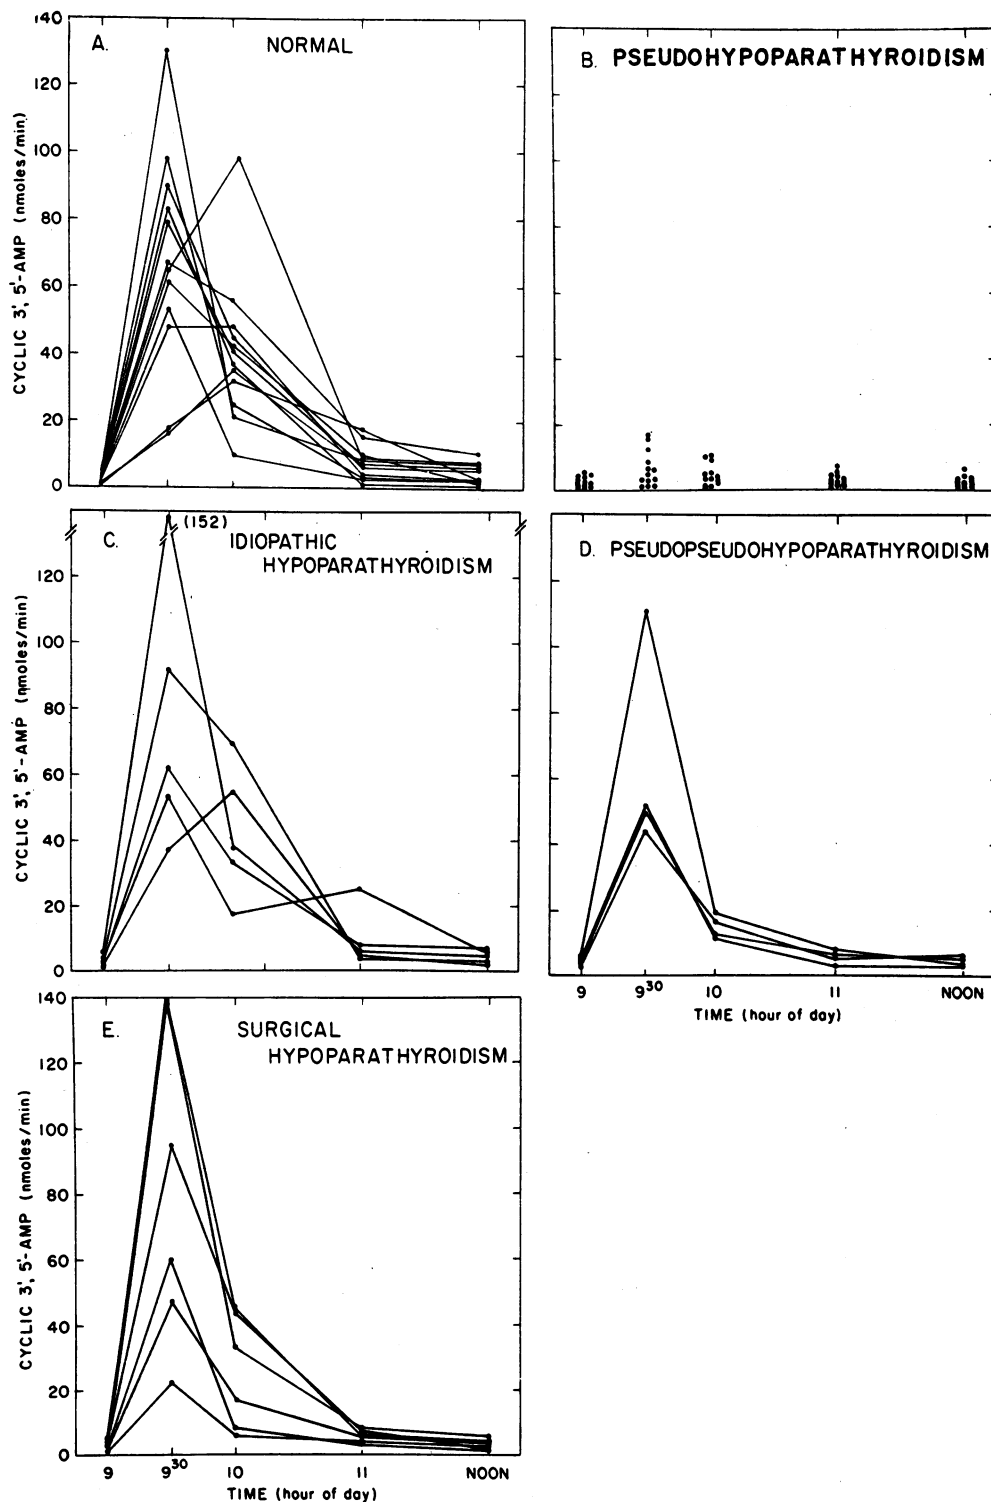 A. NORMAL
140
120
100
80
60
40
20
0
CYCLIC 3', 5'-AMP (nmoles/min)
B. PSEUDOHYPOPARATHYROIDISM
C. IDIOPATHIC
HYPOPARATHYROIDISM
(152)
120
100
80
60
40
20
0
CYCLIC 3', 5'-AMP (nmoles/min)
D. PSEUDOPSEUDOHYPOPARATHYROIDISM
9 930 10 11 NOON
TIME (hour of day)
E. SURGICAL
HYPOPARATHYROIDISM
140
120
100
80
60
40
20
0
CYCLIC 3', 5'-AMP (nmoles/min)
9 930 10 11 NOON
TIME (hour of day)